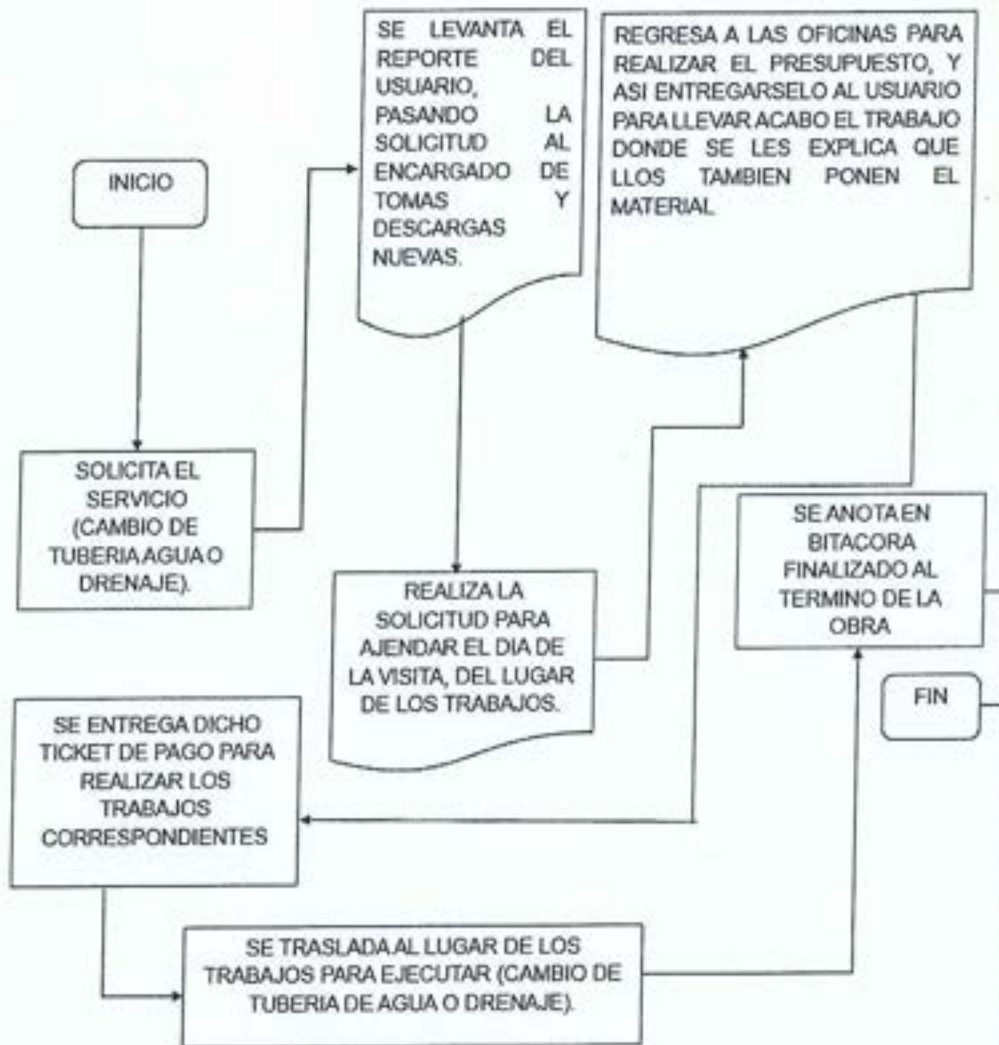 INICIO
SOLICITA EL
SERVICIO
(CAMBIO DE
TUBERIA AGUA O
DRENAJE).
SE LEVANTA EL
REPORTE DEL
USUARIO,
PASANDO LA
SOLICITUD AL
ENCARGADO DE
TOMAS Y
DESCARGAS
NUEVAS.
REALIZA LA
SOLICITUD PARA
AJENDAR EL DIA DE
LA VISITA, DEL LUGAR
DE LOS TRABAJOS.
REGRESA A LAS OFICINAS PARA
REALIZAR EL PRESUPUESTO, Y
ASI ENTREGARSELO AL USUARIO
PARA LLEVAR ACABO EL TRABAJO
DONDE SE LES EXPLICA QUE
LLOS TAMBIEN PONEN EL
MATERIAL
SE ENTREGA DICHO
TICKET DE PAGO PARA
REALIZAR LOS
TRABAJOS
CORRESPONDIENTES
SE TRASLADA AL LUGAR DE LOS
TRABAJOS PARA EJECUTAR (CAMBIO DE
TUBERIA DE AGUA O DRENAJE).
SE ANOTA EN
BITACORA
FINALIZADO AL
TERMINO DE LA
OBRA
FIN